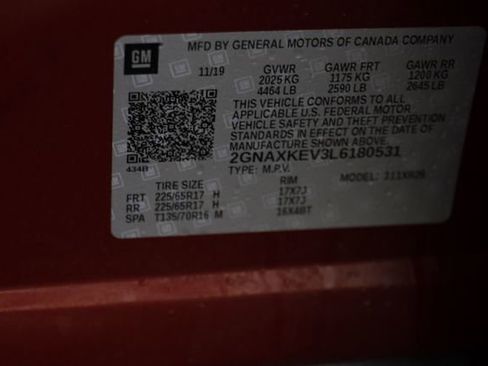 GM
MFD BY GENERAL MOTORS OF CANADA COMPANY
11/19 GVWR GAWR FRT GAWR RR
2025 KG 1175 KG 1200 KG
4464 LB 2590 LB 2645 LB
THIS VEHICLE CONFORMS TO ALL
APPLICABLE U.S. FEDERAL MOTOR
VEHICLE SAFETY AND THEFT PREVENTION
STANDARDS IN EFFECT ON THE DATE OF
MANUFACTURE SHOWN ABOVE.
2GNAXKEV3L6180531
TYPE: M.P.V. MODEL:
434B
TIRE SIZE RIM
FRT 225/65R17 H 17X7J
RR 225/65R17 H 17X7J
SPA T135/70R16 M 16X4BT